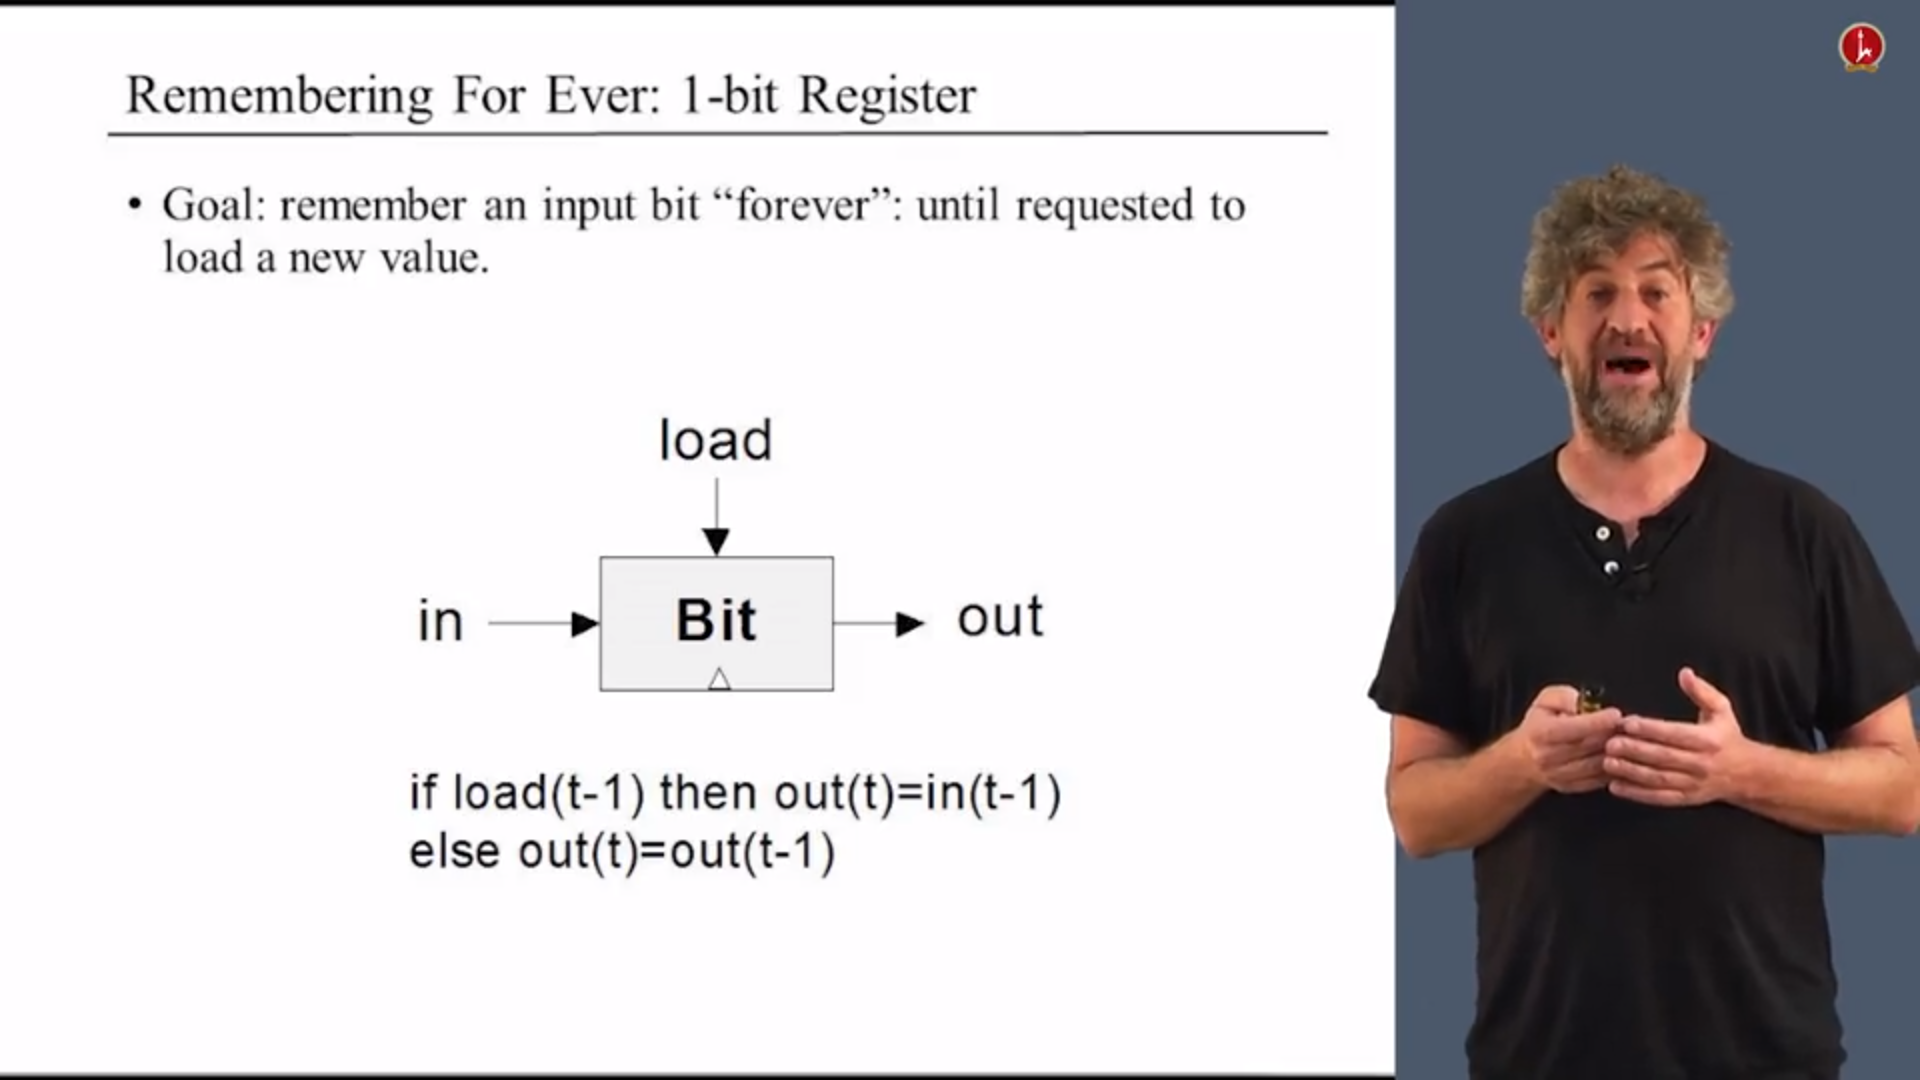 Remembering For Ever: 1-bit Register
• Goal: remember an input bit “forever”: until requested to
load a new value.
load
in
Bit
out
if load(t-1) then out(t)=in(t-1)
else out(t)=out(t-1)